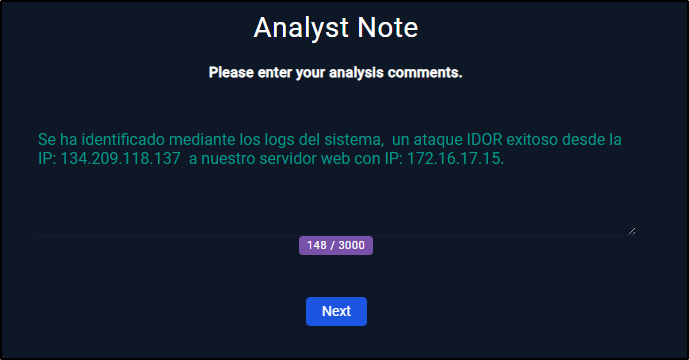 Analyst Note
Please enter your analysis comments.
Se ha identificado mediante los logs del sistema,  un ataque IDOR exitoso desde la
IP: 134.209.118.137  a nuestro servidor web con IP: 172.16.17.15.
148 / 3000
Next